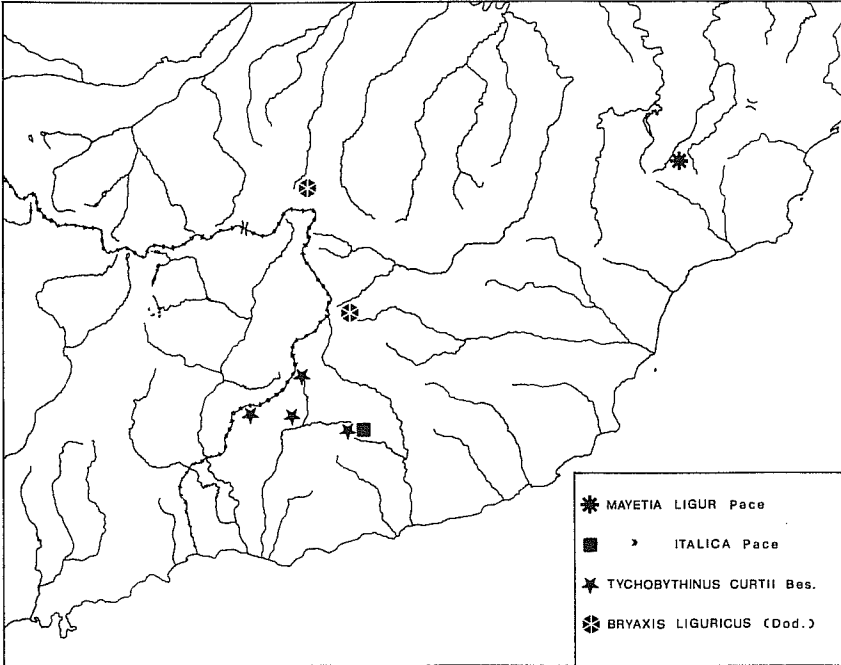 MAYETIA LIGUR Pace
" ITALICA Pace
TYCHOBYTHINUS CURTII Bes.
BRYAXIS LIGURICUS (Dod.)